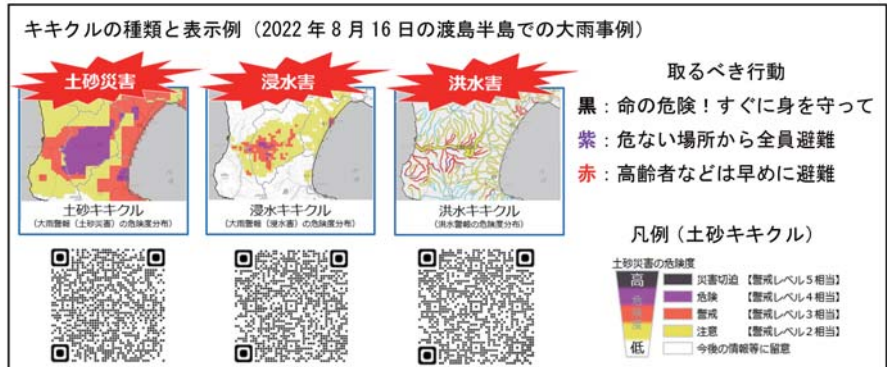 キキクルの種類と表示例（2022年8月16日の渡島半島での大雨事例）
土砂災害
浸水害
洪水害
土砂キキクル
（大雨警報（土砂災害）の危険度分布）
浸水キキクル
（大雨警報（浸水害）の危険度分布）
洪水キキクル
（洪水警報の危険度分布）
取るべき行動
黒：命の危険！すぐに身を守って
紫：危ない場所から全員避難
赤：高齢者などは早めに避難
凡例（土砂キキクル）
土砂災害の危険度
高
危険度
低
災害切迫 【警戒レベル5相当】
危険 【警戒レベル4相当】
警戒 【警戒レベル3相当】
注意 【警戒レベル2相当】
今後の情報等に留意